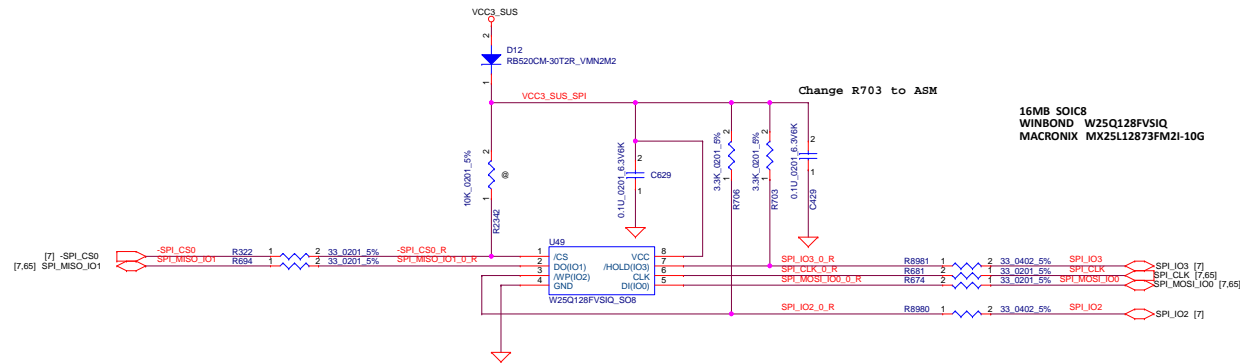 VCC3_SUS
2
D12
RB520CM-30T2R_VMN2M2
1
VCC3_SUS_SPI
Change R703 to ASM
16MB SOIC8
WINBOND W25Q128FVSIQ
MACRONIX MX25L12873FM2I-10G
2
10K_0201_5%
@
1
R2342
2
0.1U_0201_6.3V6K
C629
1
2
3.3K_0201_5%
1
R706
2
3.3K_0201_5%
1
R703
2
0.1U_0201_6.3V6K
1
C429
[7] -SPI_CS0 -SPI_CS0 R322 1 2 33_0201_5% -SPI_CS0_R
[7,65] SPI_MISO_IO1 SPI_MISO_IO1 R694 1 2 33_0201_5% SPI_MISO_IO1_0_R
U49
1 /CS VCC 8
2 DO(IO1) /HOLD(IO3) 7
3 /WP(IO2) CLK 6
4 GND DI(IO0) 5
W25Q128FVSIQ_SO8
SPI_IO3_0_R R8981 1 2 33_0402_5% SPI_IO3 SPI_IO3 [7]
SPI_CLK_0_R R681 2 1 33_0201_5% SPI_CLK SPI_CLK [7,65]
SPI_MOSI_IO0_0_R R674 2 1 33_0201_5% SPI_MOSI_IO0 SPI_MOSI_IO0 [7,65]
SPI_IO2_0_R R8980 1 2 33_0402_5% SPI_IO2 SPI_IO2 [7]